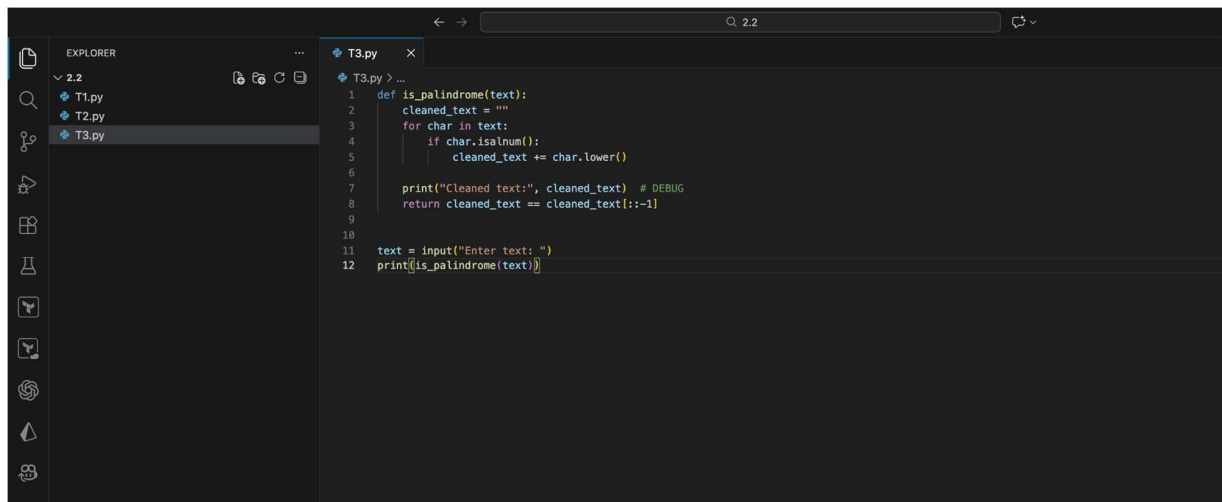 2.2
EXPLORER
2.2
T1.py
T2.py
T3.py
T3.py
T3.py > ...
1 def is_palindrome(text):
2     cleaned_text = ""
3     for char in text:
4         if char.isalnum():
5             cleaned_text += char.lower()
6
7     print("Cleaned text:", cleaned_text)  # DEBUG
8     return cleaned_text == cleaned_text[::-1]
9
10
11 text = input("Enter text: ")
12 print(is_palindrome(text))